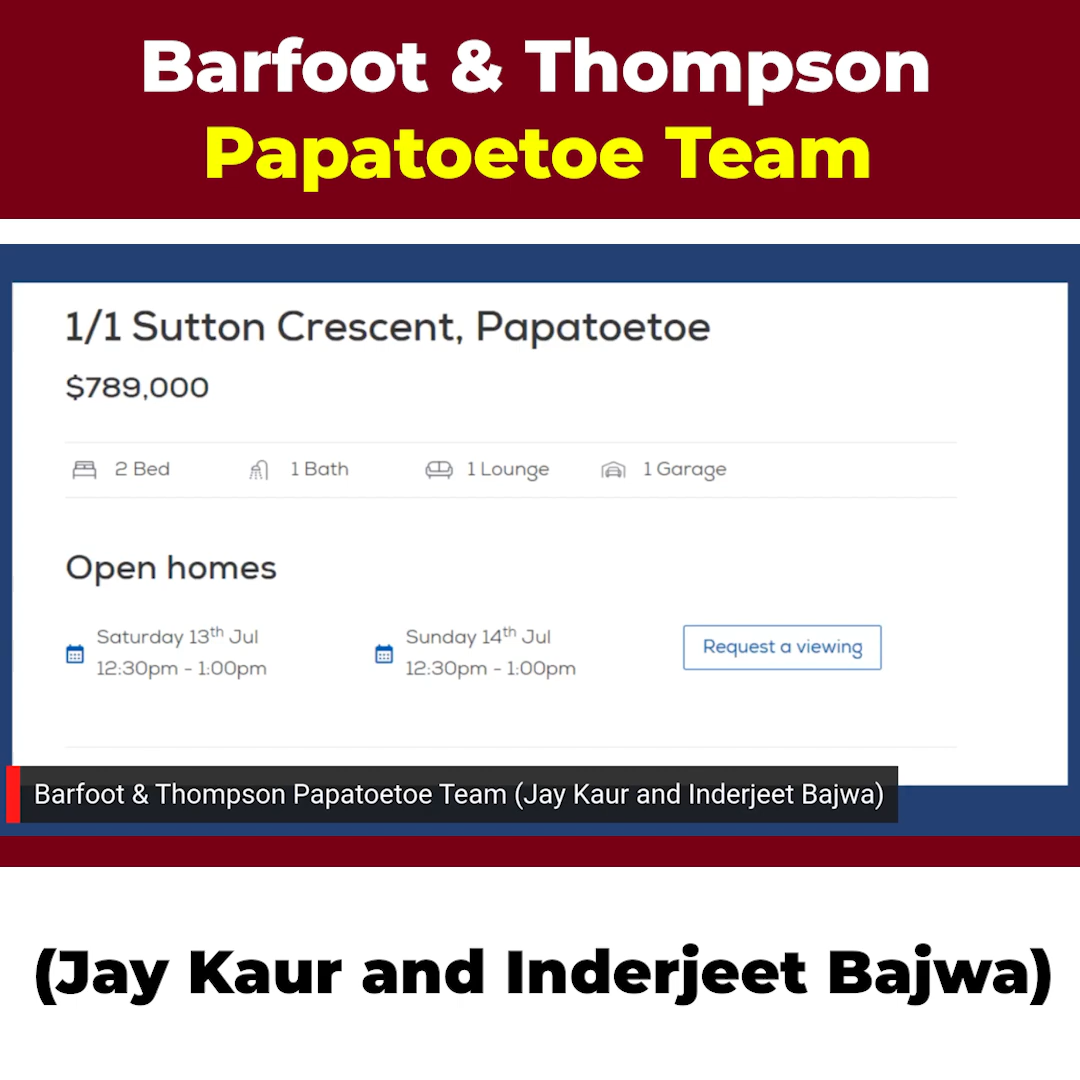 Barfoot & Thompson
Papatoetoe Team
1/1 Sutton Crescent, Papatoetoe
$789,000
2 Bed 1 Bath 1 Lounge 1 Garage
Open homes
Saturday 13th Jul Sunday 14th Jul Request a viewing
12:30pm - 1:00pm 12:30pm - 1:00pm
Barfoot & Thompson Papatoetoe Team (Jay Kaur and Inderjeet Bajwa)
(Jay Kaur and Inderjeet Bajwa)